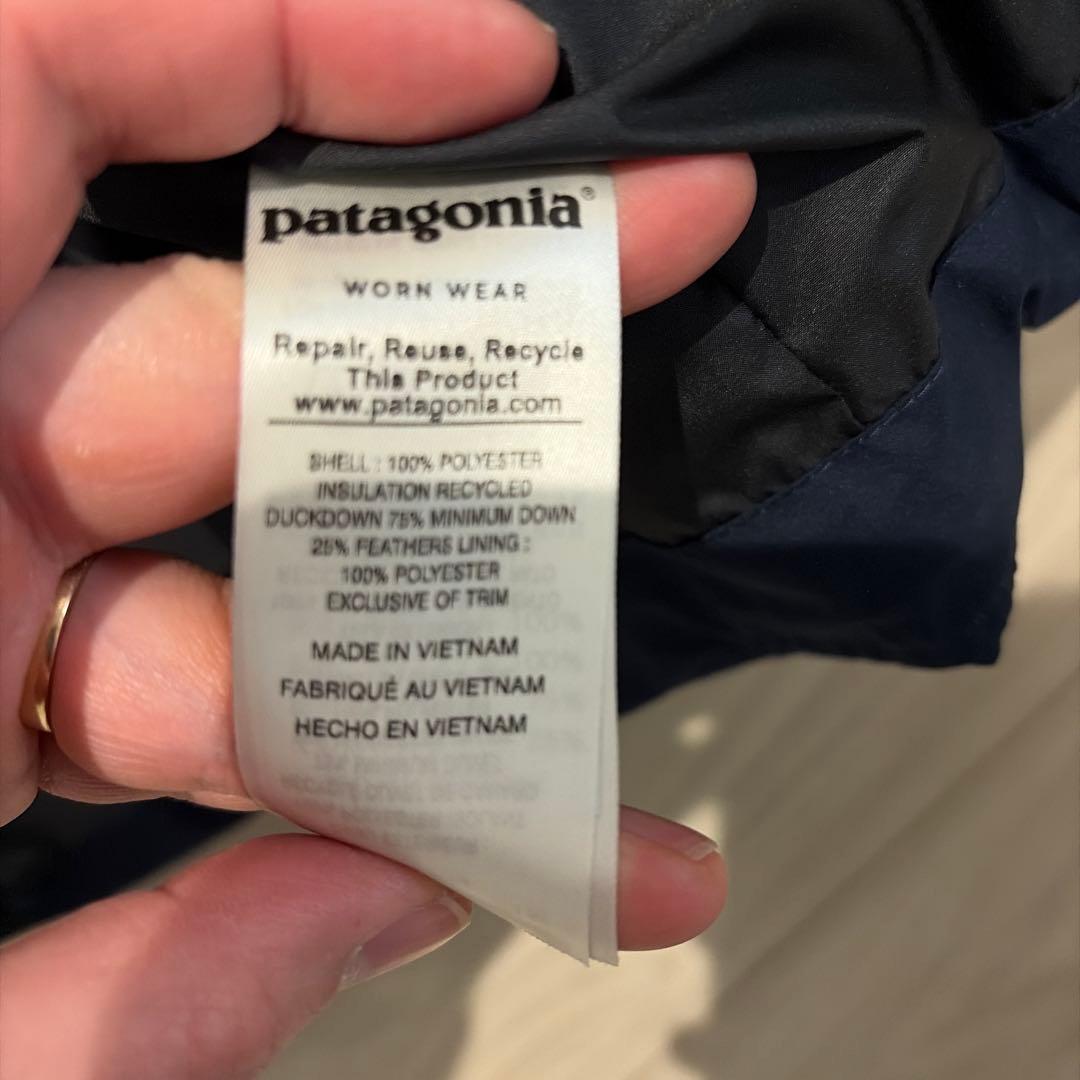 patagonia®
WORN WEAR
Repair, Reuse, Recycle
This Product
www.patagonia.com
SHELL : 100% POLYESTER
INSULATION RECYCLED
DUCKDOWN 75% MINIMUM DOWN
25% FEATHERS LINING :
100% POLYESTER
EXCLUSIVE OF TRIM
MADE IN VIETNAM
FABRIQUÉ AU VIETNAM
HECHO EN VIETNAM